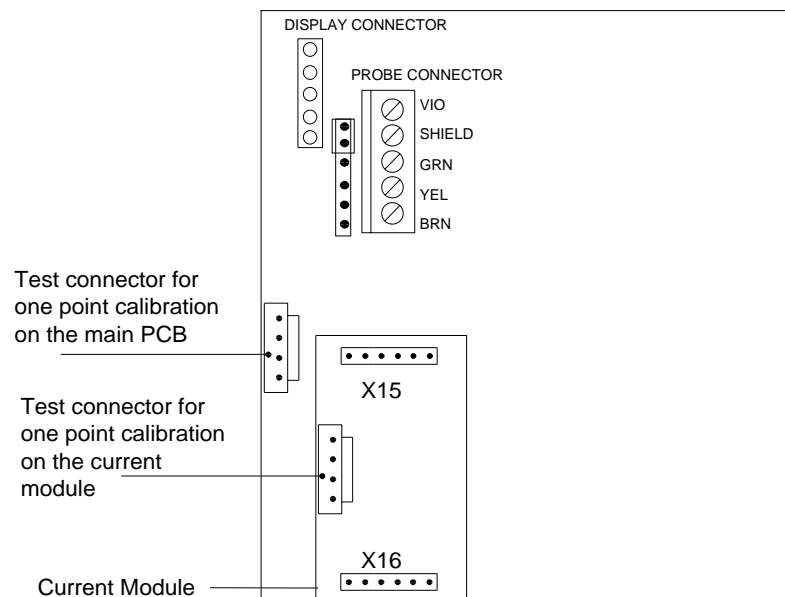 DISPLAY CONNECTOR
PROBE CONNECTOR
VIO
SHIELD
GRN
YEL
BRN
Test connector for
one point calibration
on the main PCB
X15
Test connector for
one point calibration
on the current
module
X16
Current Module